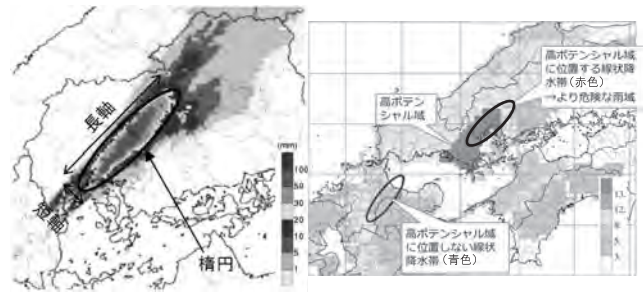 長軸
短軸
楕円
(mm)
100
50
30
20
10
5
1
高ポテンシャル域
に位置する線状降
水帯(赤色)
→より危険な雨域
高ポテン
シャル域
高ポテンシャル域
に位置しない線状
降水帯(青色)